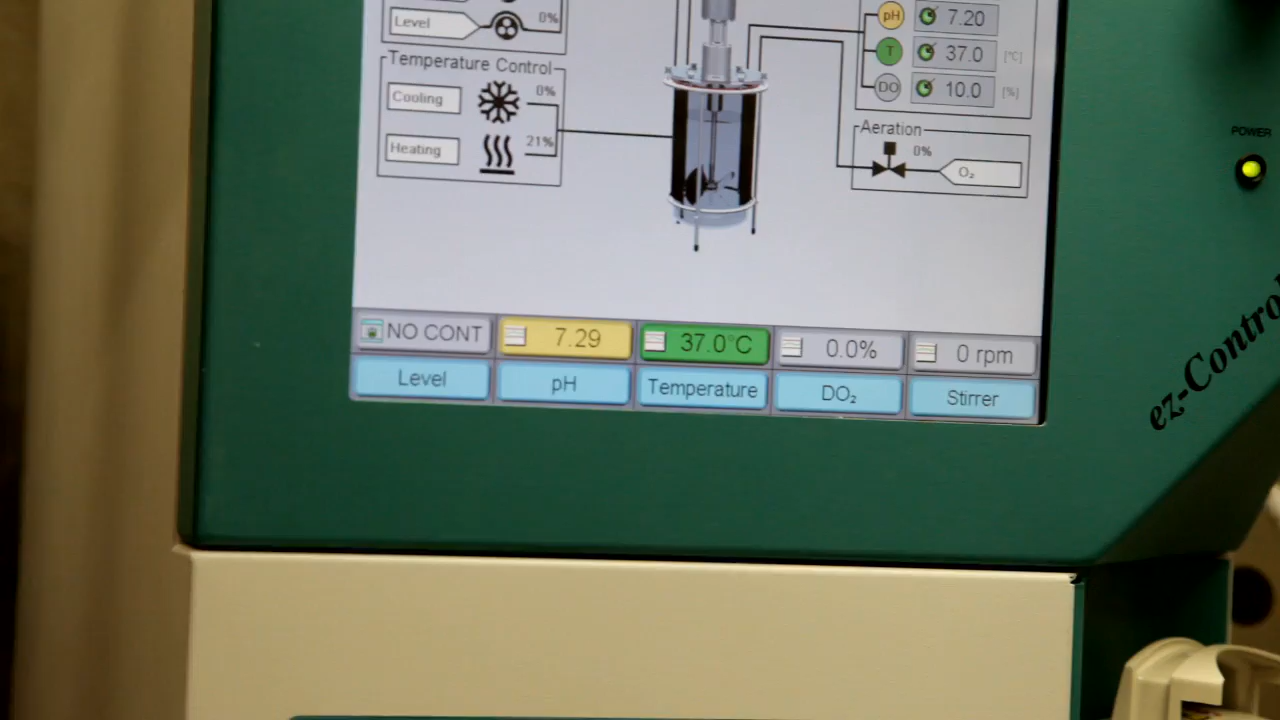 Level
0%
Temperature Control
Cooling
0%
Heating
21%
pH
7.20
T
37.0
[°C]
DO
10.0
[%]
Aeration
0%
O₂
POWER
NO CONT
7.29
37.0°C
0.0%
0 rpm
Level
pH
Temperature
DO₂
Stirrer
ez-Control